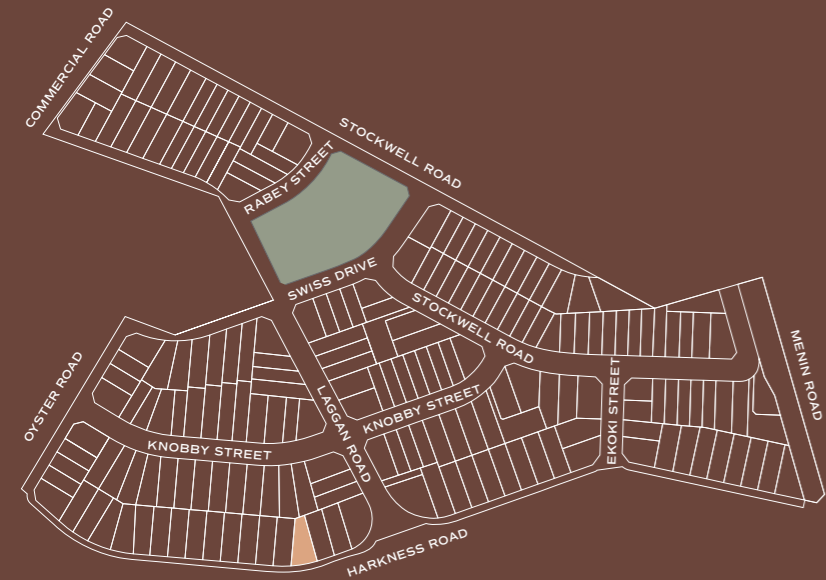 COMMERCIAL ROAD
STOCKWELL ROAD
RABEY STREET
SWISS DRIVE
STOCKWELL ROAD
MENIN ROAD
OYSTER ROAD
LAGGAN ROAD
KNOBBY STREET
EKOKI STREET
KNOBBY STREET
HARKNESS ROAD